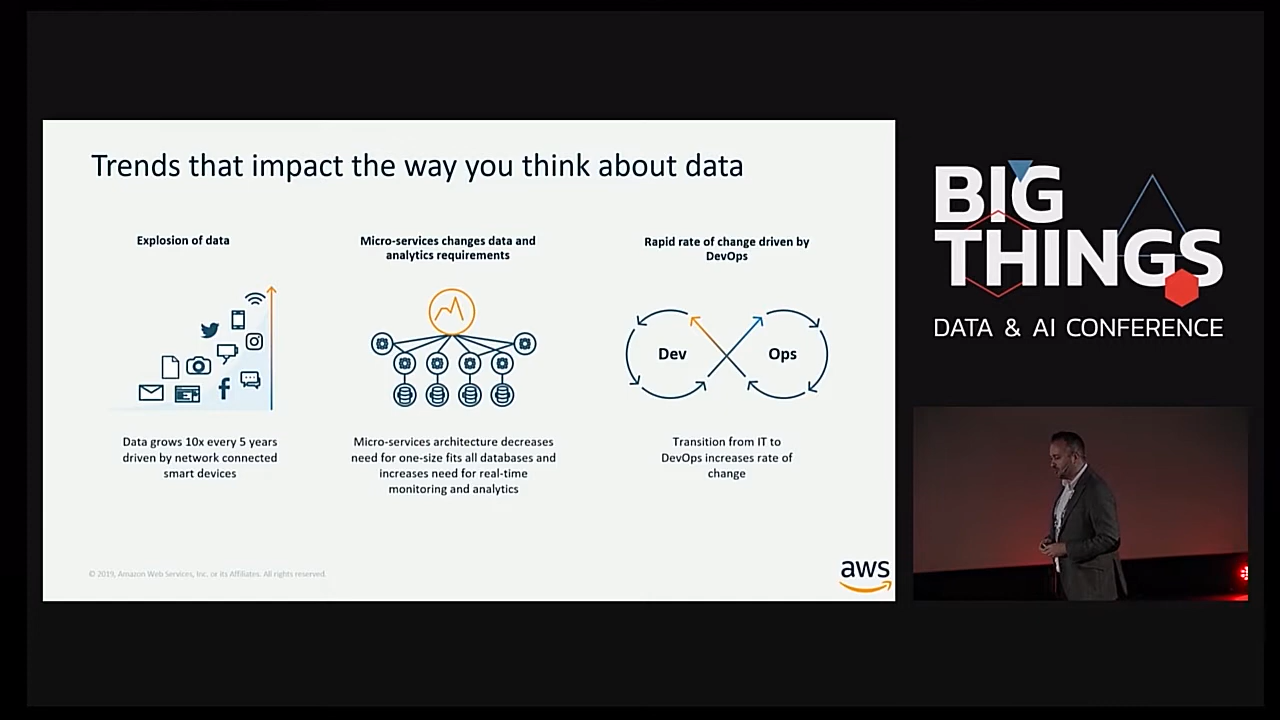 Trends that impact the way you think about data
Explosion of data
Data grows 10x every 5 years
driven by network connected
smart devices
Micro-services changes data and
analytics requirements
Micro-services architecture decreases
need for one-size fits all databases and
increases need for real-time
monitoring and analytics
Rapid rate of change driven by
DevOps
Dev
Ops
Transition from IT to
DevOps increases rate of
change
© 2019, Amazon Web Services, Inc. or its Affiliates. All rights reserved.
aws
BIG
THINGS
DATA & AI CONFERENCE